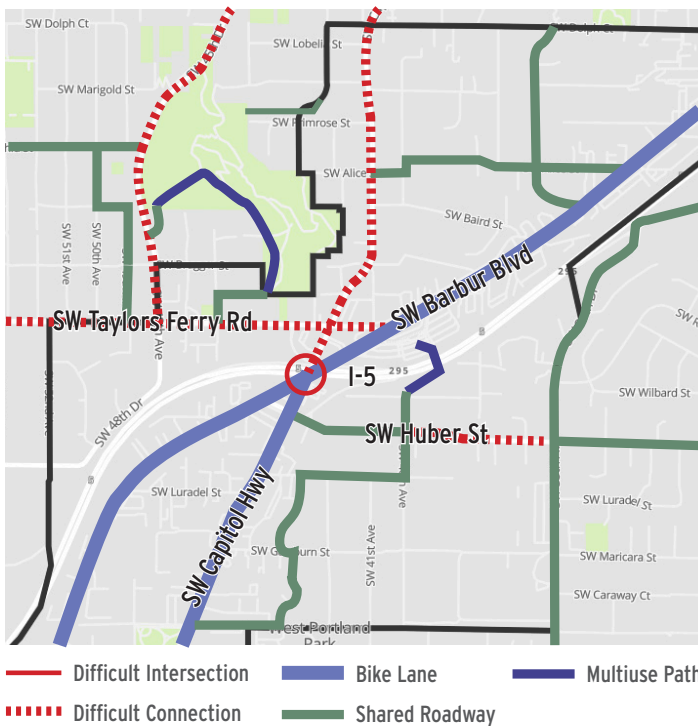 SW Dolph Ct
SW Dolph Ct
SW Lobelia St
SW Marigold St
SW Primrose St
SW Alice
SW Baird St
SW 51st Ave
SW 50th Ave
295
SW Barbur Blvd
SW Taylors Ferry Rd
I-5
295
SW Wilbard St
SW 48th Dr
SW Huber St
SW Luradel St
SW Capitol Hwy
SW 41st Ave
SW Maricara St
SW Caraway Ct
West Portland
Park
Difficult Intersection
Bike Lane
Multiuse Path
Difficult Connection
Shared Roadway